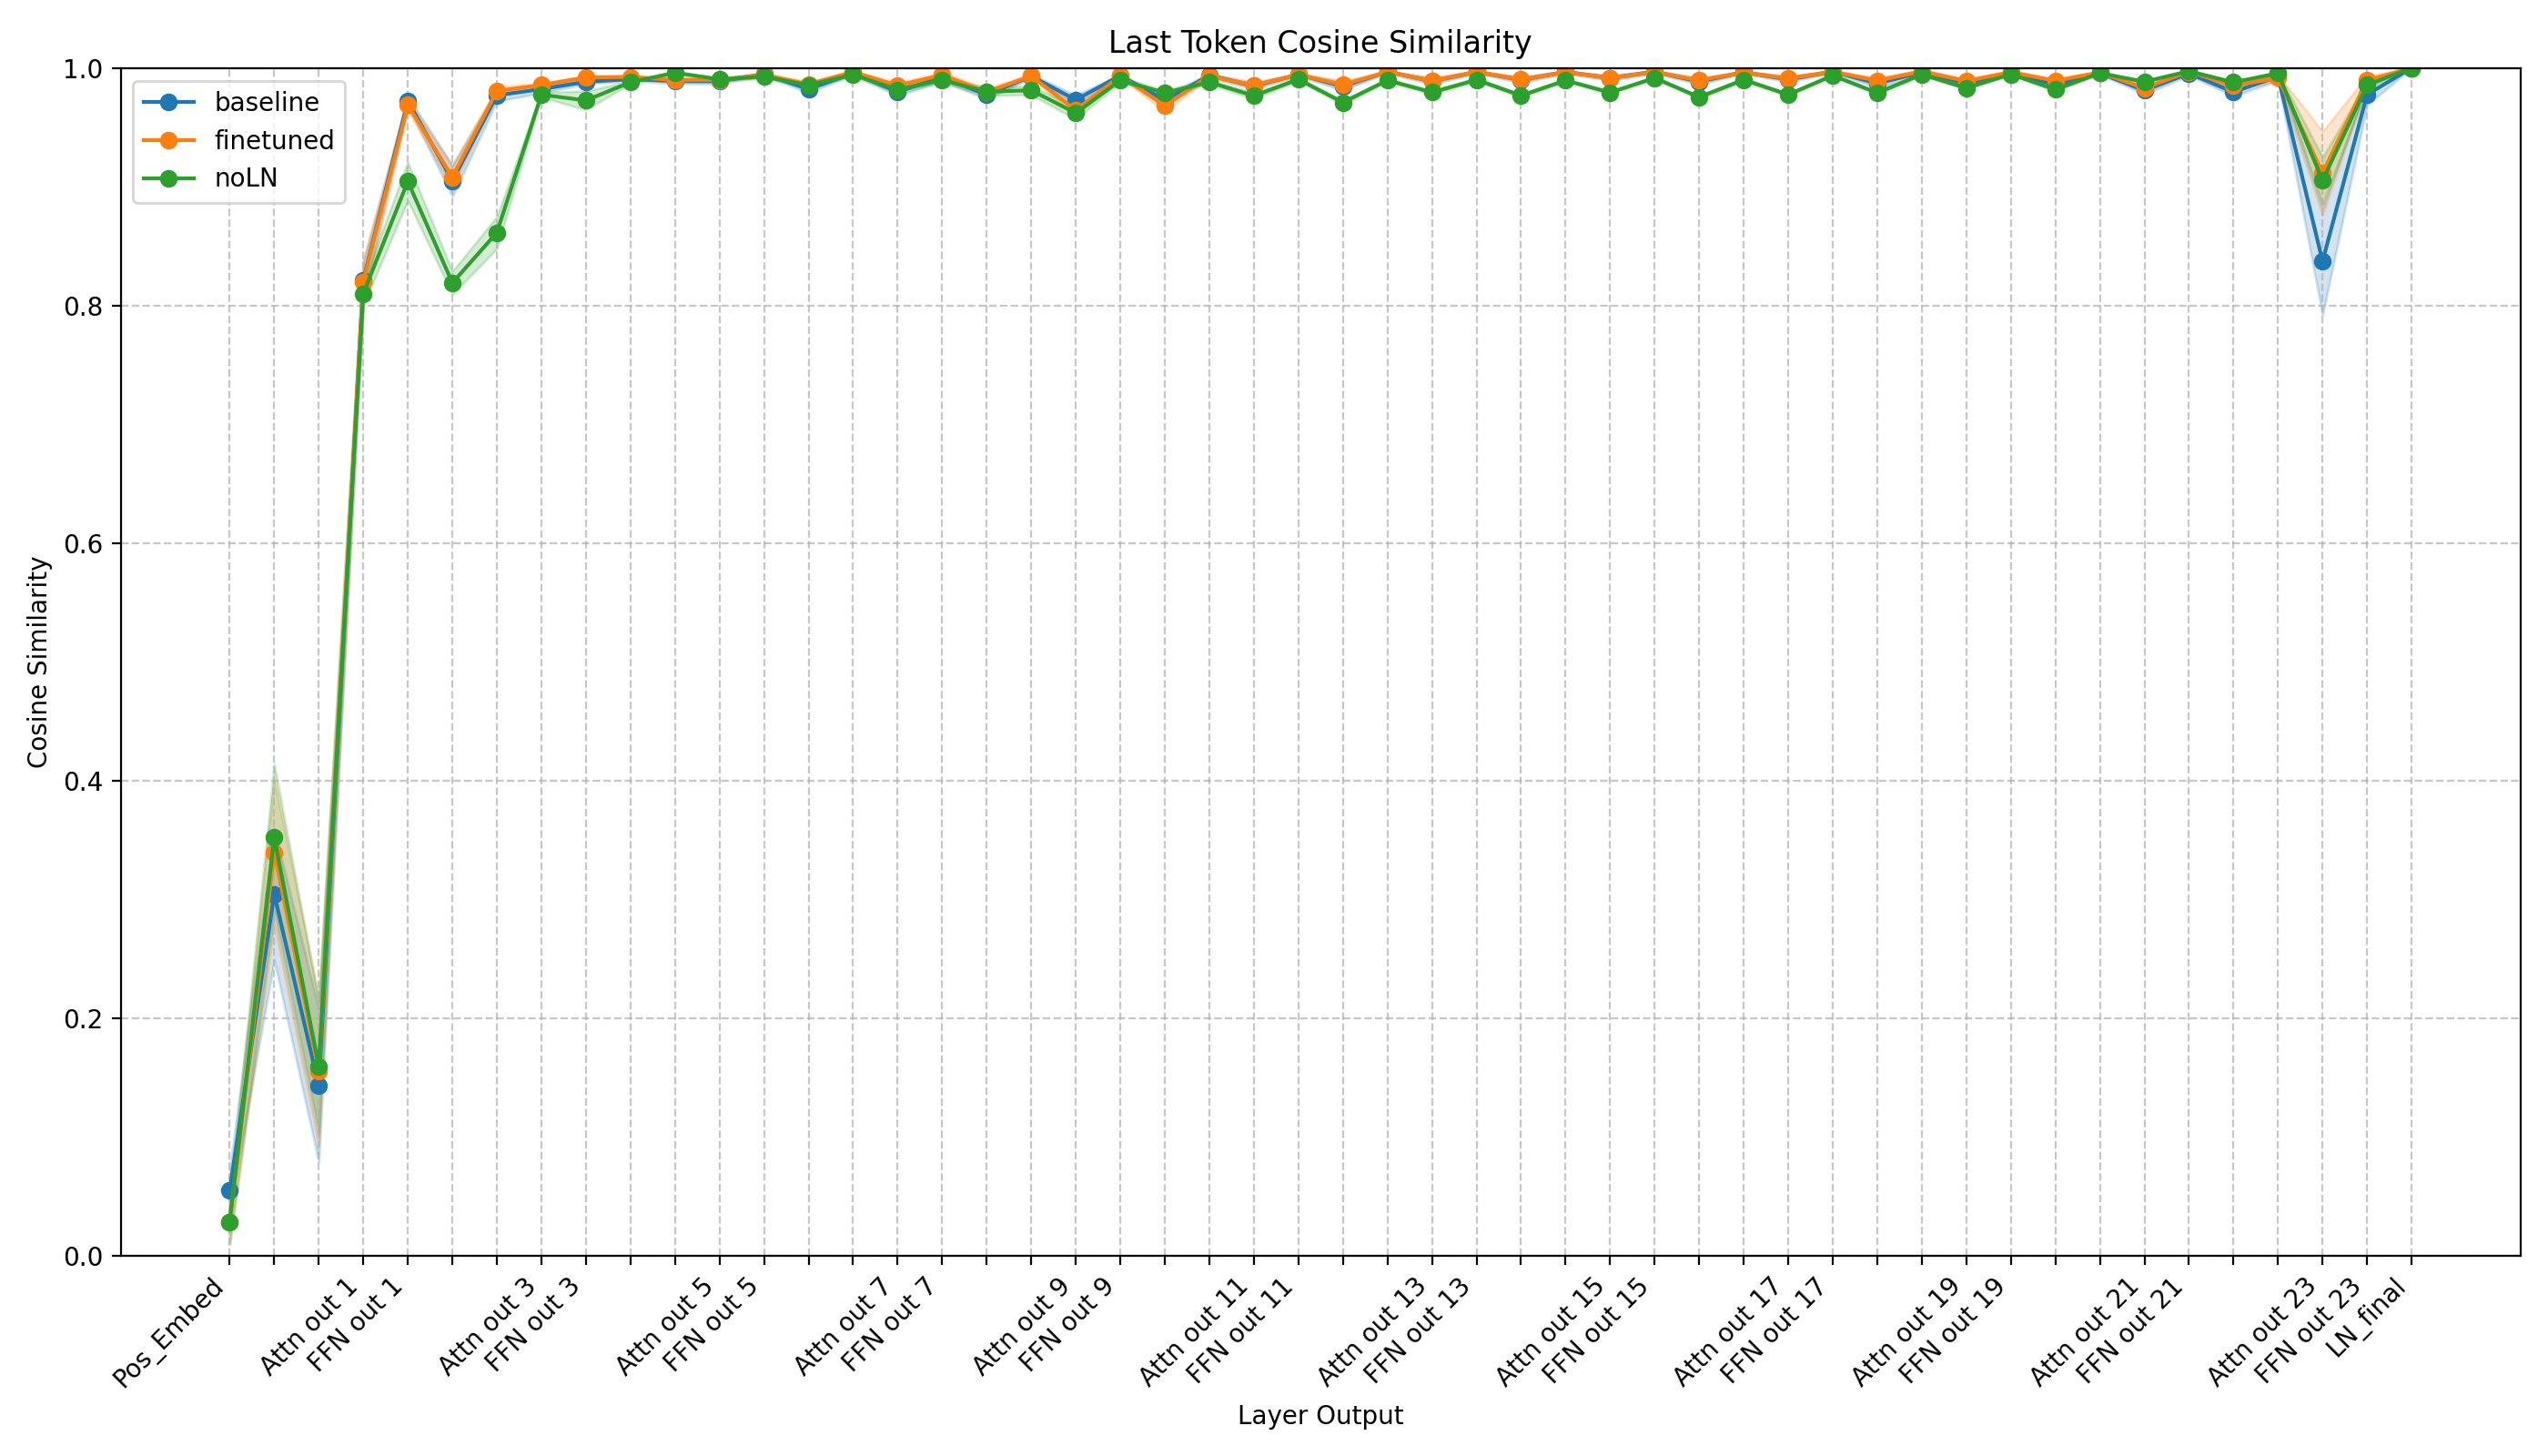 Last Token Cosine Similarity
baseline
finetuned
noLN
Cosine Similarity
1.0
0.8
0.6
0.4
0.2
0.0
Pos_Embed
Attn out 1
FFN out 1
Attn out 3
FFN out 3
Attn out 5
FFN out 5
Attn out 7
FFN out 7
Attn out 9
FFN out 9
Attn out 11
FFN out 11
Attn out 13
FFN out 13
Attn out 15
FFN out 15
Attn out 17
FFN out 17
Attn out 19
FFN out 19
Attn out 21
FFN out 21
Attn out 23
FFN out 23
LN_final
Layer Output